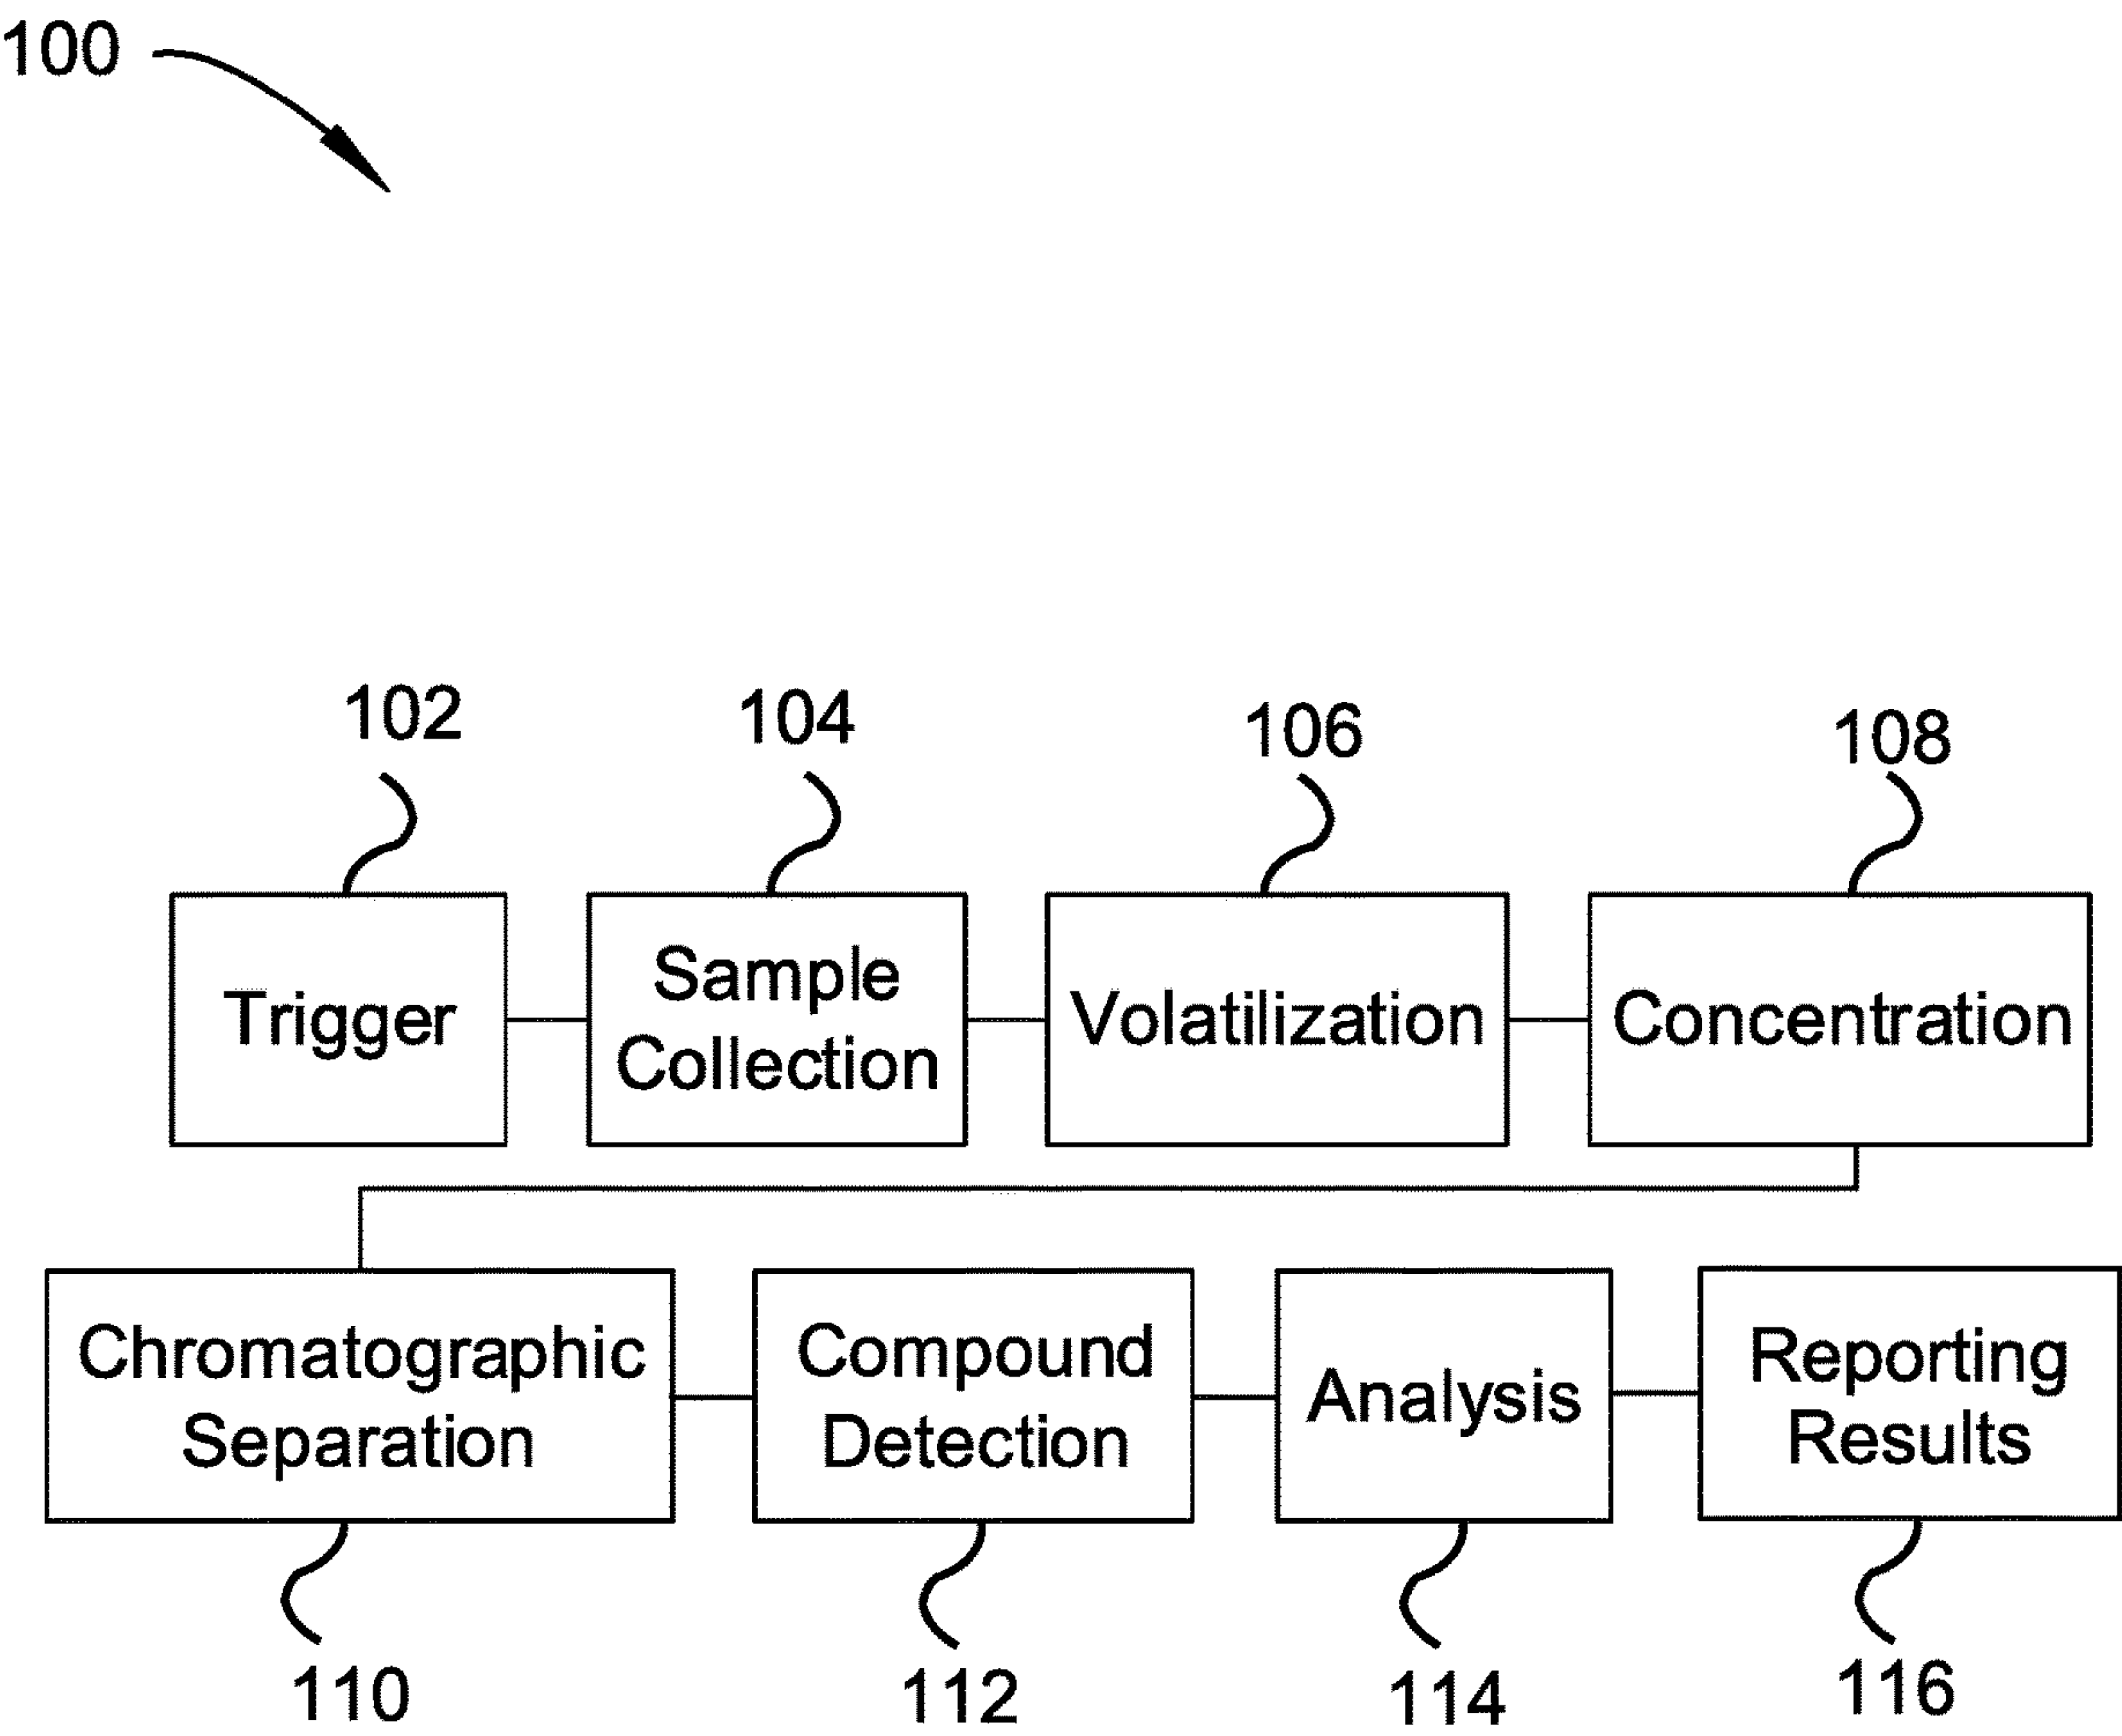 100
102
104
106
108
Trigger
Sample
Collection
Volatilization
Concentration
Chromatographic
Separation
Compound
Detection
Analysis
Reporting
Results
110
112
114
116